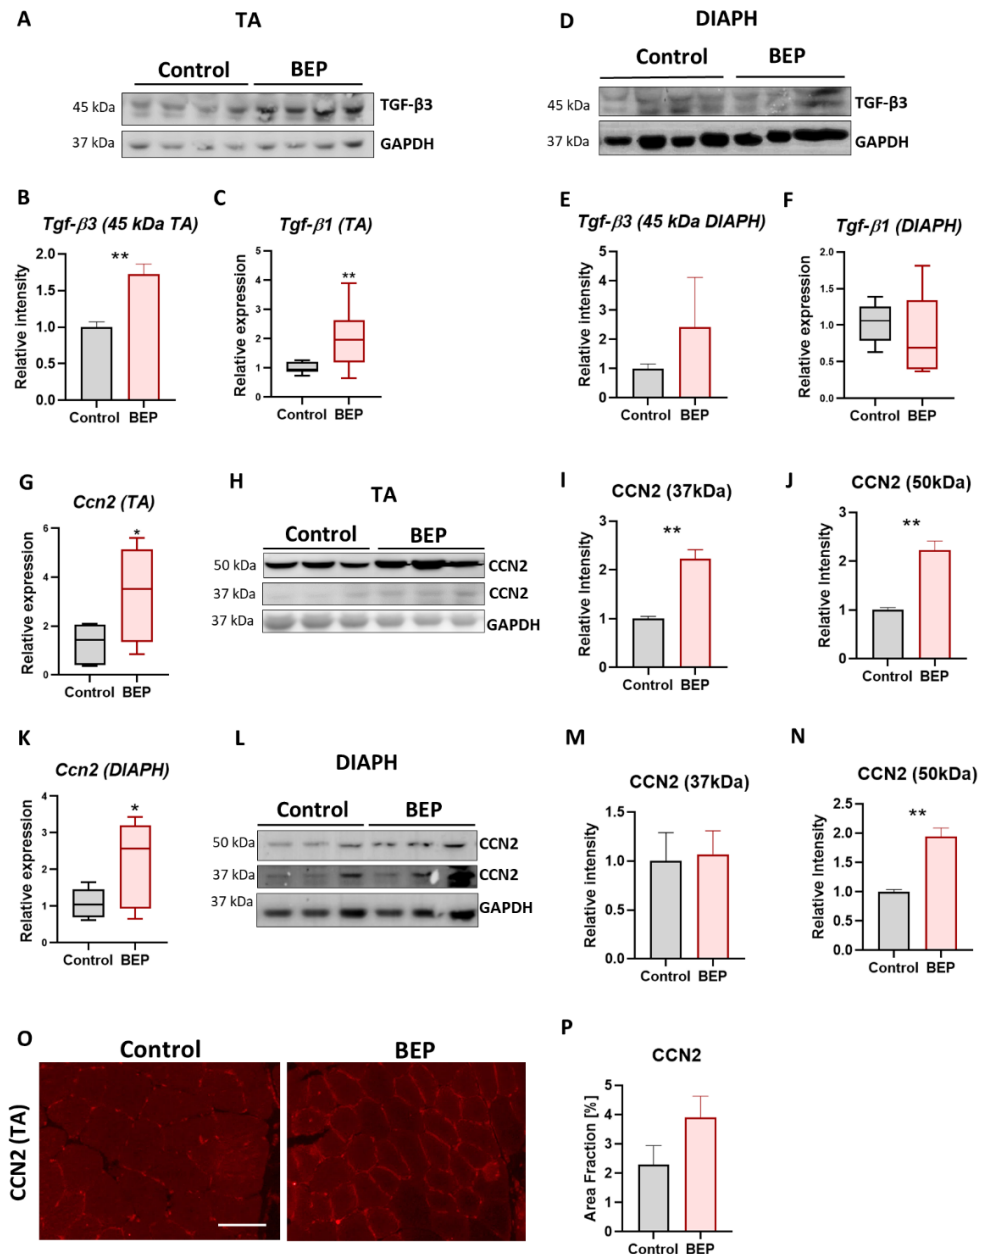 A
TA
Control BEP
45 kDa TGF-β3
37 kDa GAPDH
D
DIAPH
Control BEP
45 kDa TGF-β3
37 kDa GAPDH
B
Tgf-β3 (45 kDa TA)
Relative intensity
2.0
1.5
1.0
0.5
0.0
**
Control BEP
C
Tgf-β1 (TA)
Relative expression
5
4
3
2
1
0
**
Control BEP
E
Tgf-β3 (45 kDa DIAPH)
Relative intensity
5
4
3
2
1
0
Control BEP
F
Tgf-β1 (DIAPH)
Relative expression
2.0
1.5
1.0
0.5
0.0
Control BEP
G
Ccn2 (TA)
Relative expression
6
4
2
0
*
Control BEP
H
TA
Control BEP
50 kDa CCN2
37 kDa CCN2
37 kDa GAPDH
I
CCN2 (37kDa)
Relative intensity
3
2
1
0
**
Control BEP
J
CCN2 (50kDa)
Relative Intensity
3
2
1
0
**
Control BEP
K
Ccn2 (DIAPH)
Relative expression
4
3
2
1
0
*
Control BEP
L
DIAPH
Control BEP
50 kDa CCN2
37 kDa CCN2
37 kDa GAPDH
M
CCN2 (37kDa)
Relative intensity
1.5
1.0
0.5
0.0
Control BEP
N
CCN2 (50kDa)
Relative Intensity
2.5
2.0
1.5
1.0
0.5
0.0
**
Control BEP
O
Control BEP
CCN2 (TA)
P
CCN2
Area Fraction [%]
5
4
3
2
1
0
Control BEP